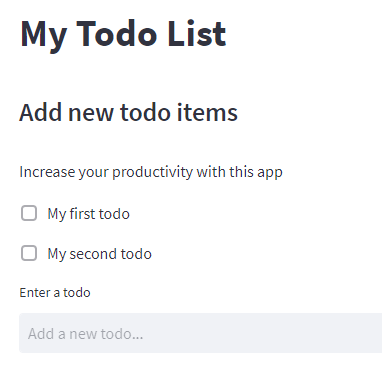 My Todo List
Add new todo items
Increase your productivity with this app
My first todo
My second todo
Enter a todo
Add a new todo...